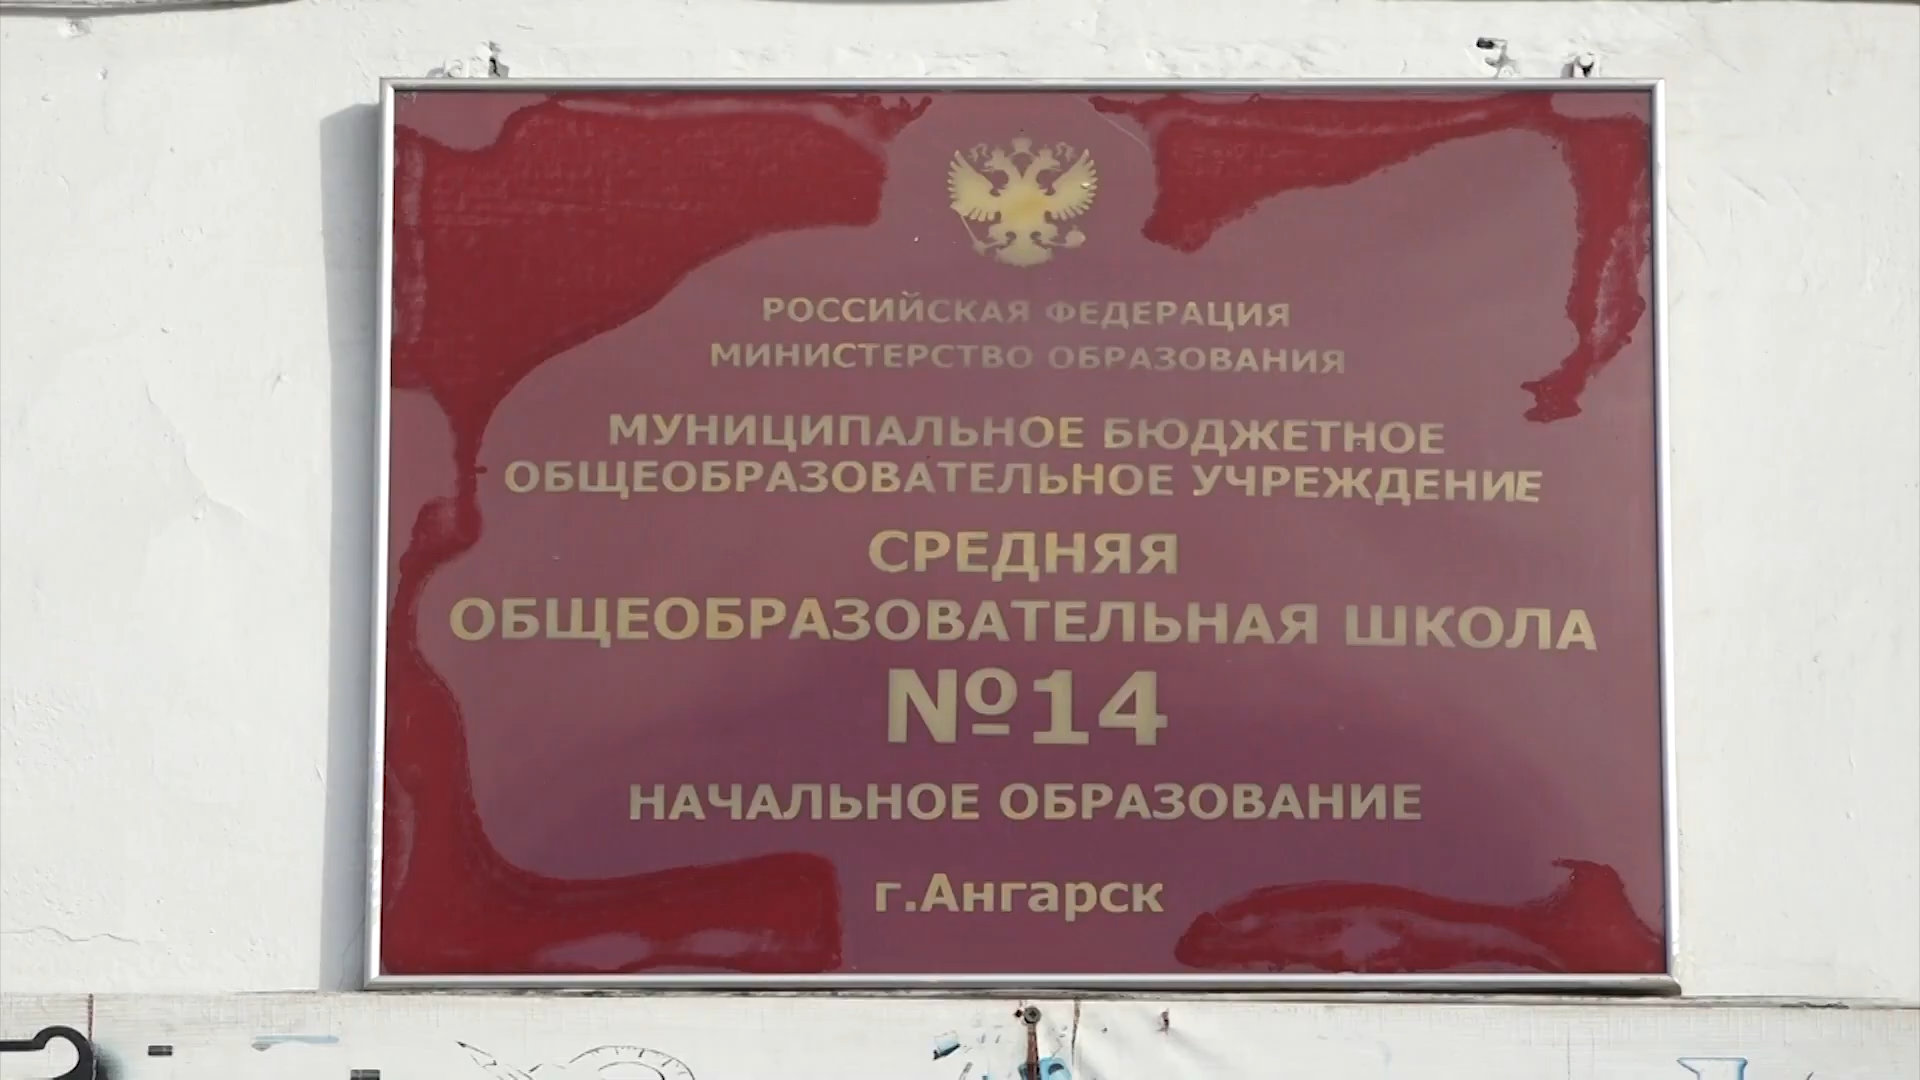 РОССИЙСКАЯ ФЕДЕРАЦИЯ
МИНИСТЕРСТВО ОБРАЗОВАНИЯ
МУНИЦИПАЛЬНОЕ БЮДЖЕТНОЕ
ОБЩЕОБРАЗОВАТЕЛЬНОЕ УЧРЕЖДЕНИЕ
СРЕДНЯЯ
ОБЩЕОБРАЗОВАТЕЛЬНАЯ ШКОЛА
№14
НАЧАЛЬНОЕ ОБРАЗОВАНИЕ
г.Ангарск